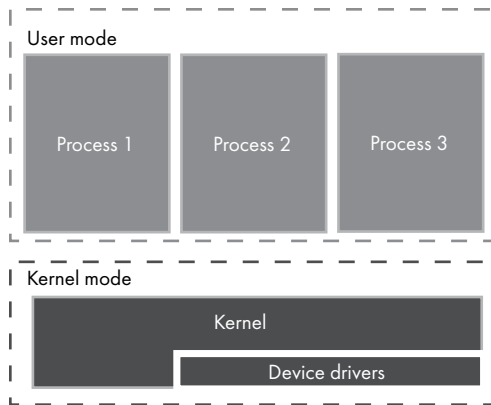 User mode
Process 1
Process 2
Process 3
Kernel mode
Kernel
Device drivers